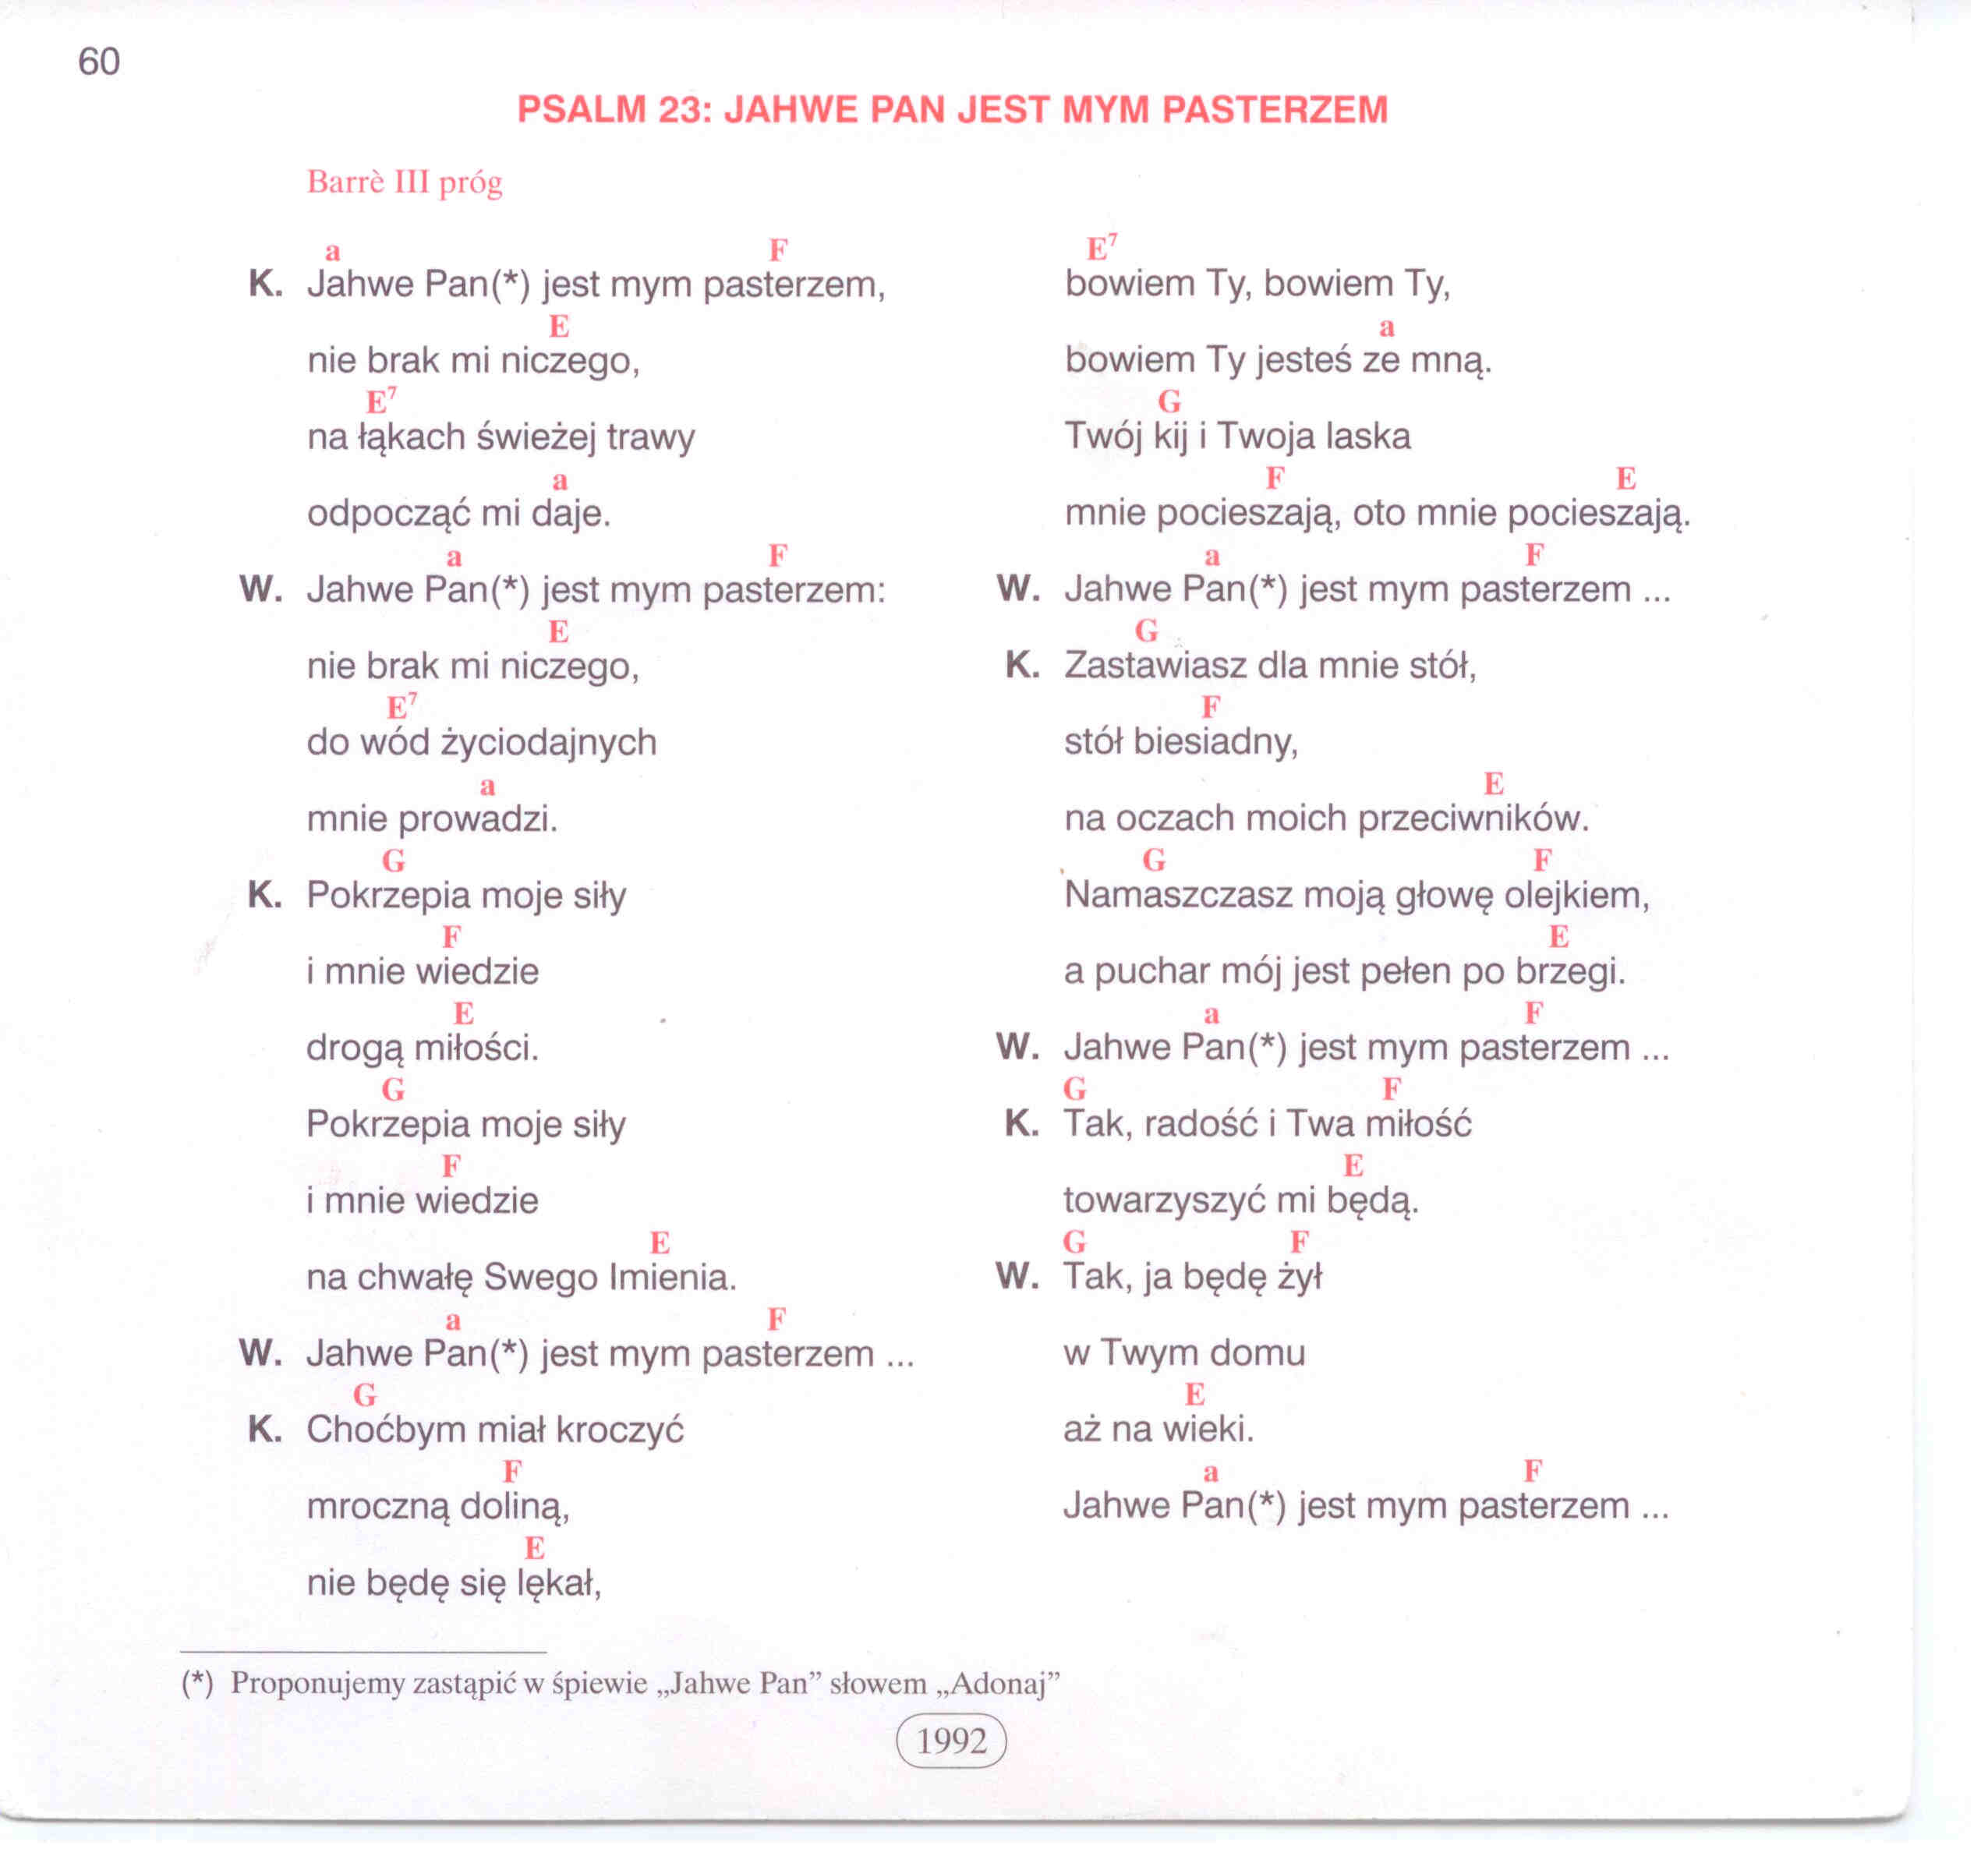 60
PSALM 23: JAHWE PAN JEST MYM PASTERZEM
Barrè III próg
a F
K. Jahwe Pan(*) jest mym pasterzem,
E
nie brak mi niczego,
E7
na łąkach świeżej trawy
a
odpocząć mi daje.
a F
W. Jahwe Pan(*) jest mym pasterzem:
E
nie brak mi niczego,
E7
do wód życiodajnych
a
mnie prowadzi.
G
K. Pokrzepia moje siły
F
i mnie wiedzie
E
drogą miłości.
G
Pokrzepia moje siły
F
i mnie wiedzie
E
na chwałę Swego Imienia.
a F
W. Jahwe Pan(*) jest mym pasterzem ...
G
K. Choćbym miał kroczyć
F
mroczną doliną,
E
nie będę się lękał,
E7
bowiem Ty, bowiem Ty,
a
bowiem Ty jesteś ze mną.
G
Twój kij i Twoja laska
F E
mnie pocieszają, oto mnie pocieszają.
a F
W. Jahwe Pan(*) jest mym pasterzem ...
G
K. Zastawiasz dla mnie stół,
F
stół biesiadny,
E
na oczach moich przeciwników.
G F
Namaszczasz moją głowę olejkiem,
E
a puchar mój jest pełen po brzegi.
a F
W. Jahwe Pan(*) jest mym pasterzem ...
G F
K. Tak, radość i Twa miłość
E
towarzyszyć mi będą.
G F
W. Tak, ja będę żył
w Twym domu
E
aż na wieki.
a F
Jahwe Pan(*) jest mym pasterzem ...
(*) Proponujemy zastąpić w śpiewie „Jahwe Pan” słowem „Adonaj”
1992